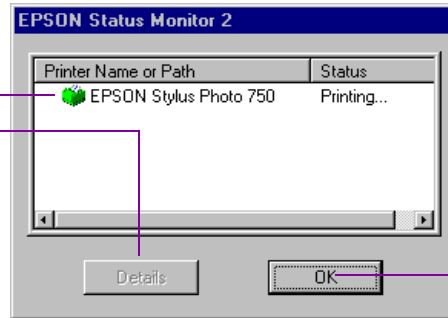 EPSON Status Monitor 2
Printer Name or Path Status
EPSON Stylus Photo 750 Printing...
Details OK